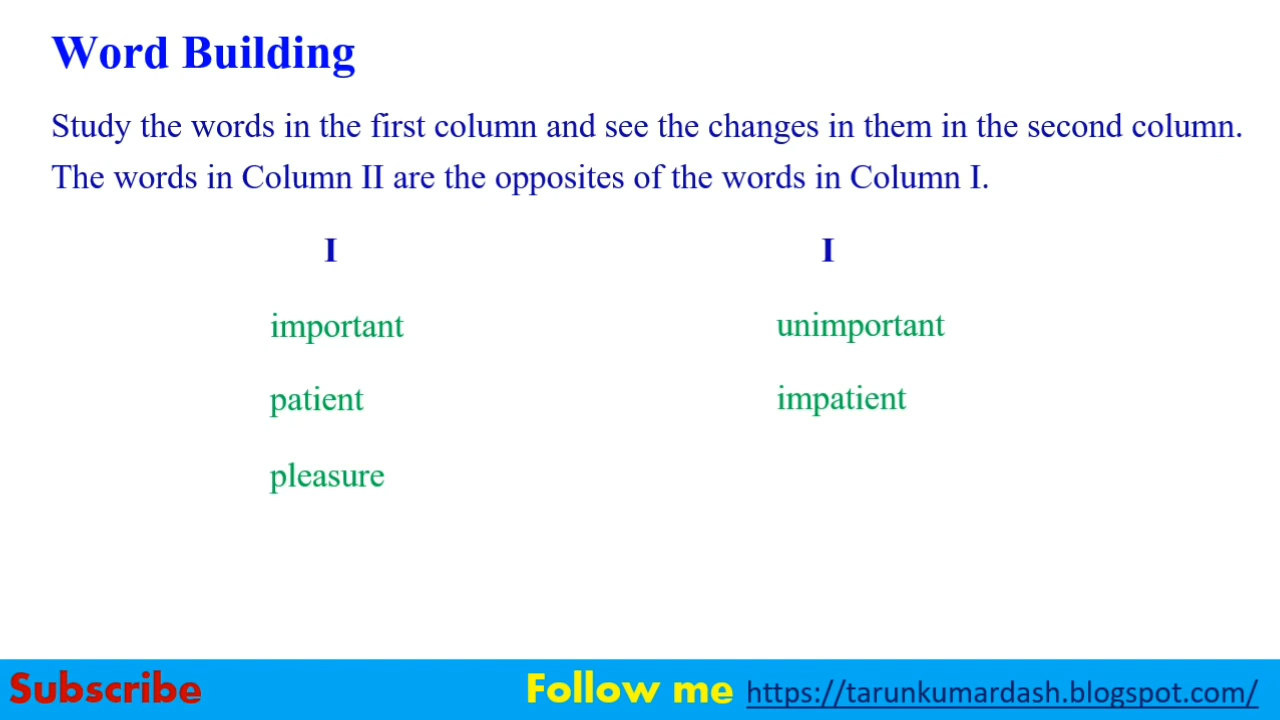 Word Building
Study the words in the first column and see the changes in them in the second column.
The words in Column II are the opposites of the words in Column I.
I I
important unimportant
patient impatient
pleasure
Subscribe Follow me https://tarunkumardash.blogspot.com/